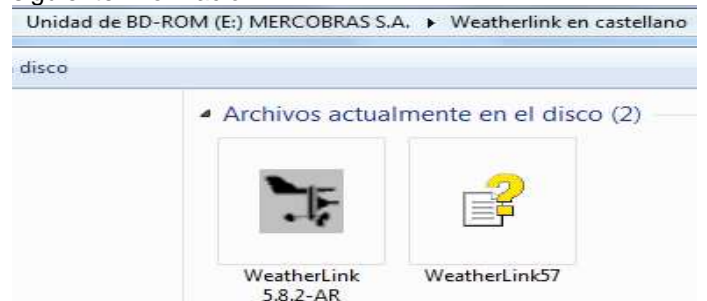 Unidad de BD-ROM (E:) MERCOBRAS S.A. ▸ Weatherlink en castellano
disco
Archivos actualmente en el disco (2)
WeatherLink WeatherLink57
5.8.2-AR